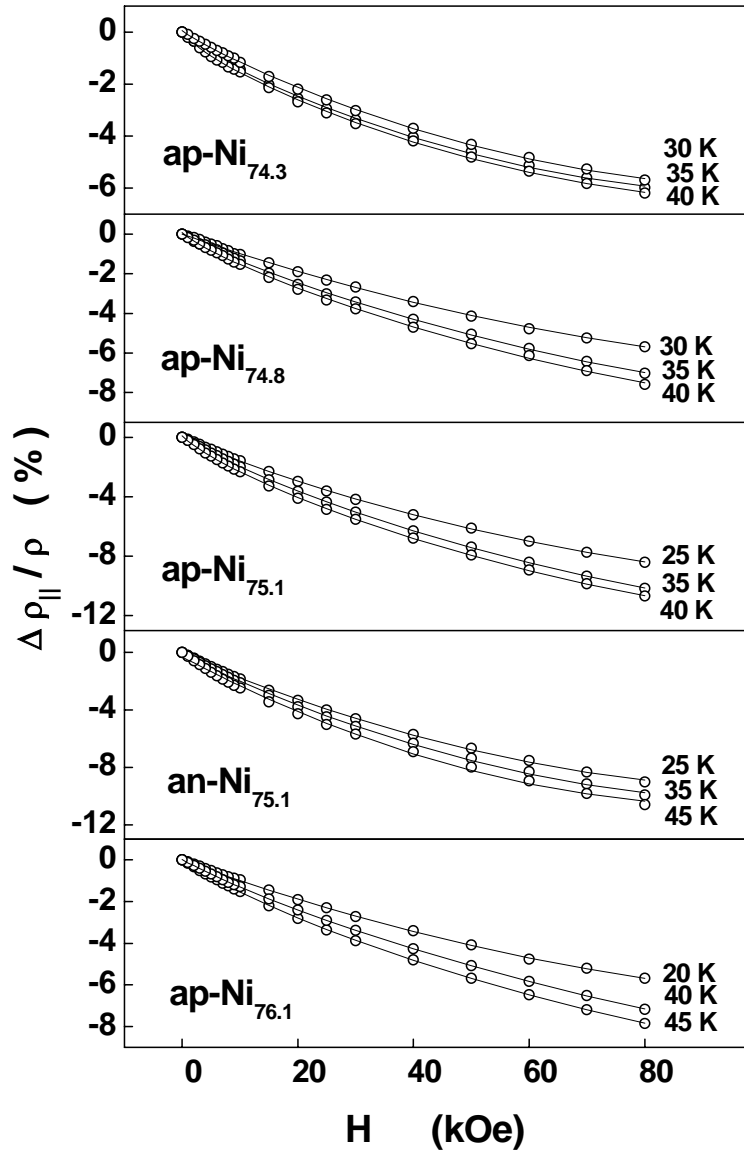 Δρ||/ρ (%)
0
-2
-4
-6
ap-Ni74.3
30 K
35 K
40 K
0
-2
-4
-6
-8
ap-Ni74.8
30 K
35 K
40 K
0
-4
-8
-12
ap-Ni75.1
25 K
35 K
40 K
0
-4
-8
-12
an-Ni75.1
25 K
35 K
45 K
0
-2
-4
-6
-8
ap-Ni76.1
20 K
40 K
45 K
0 20 40 60 80
H (kOe)